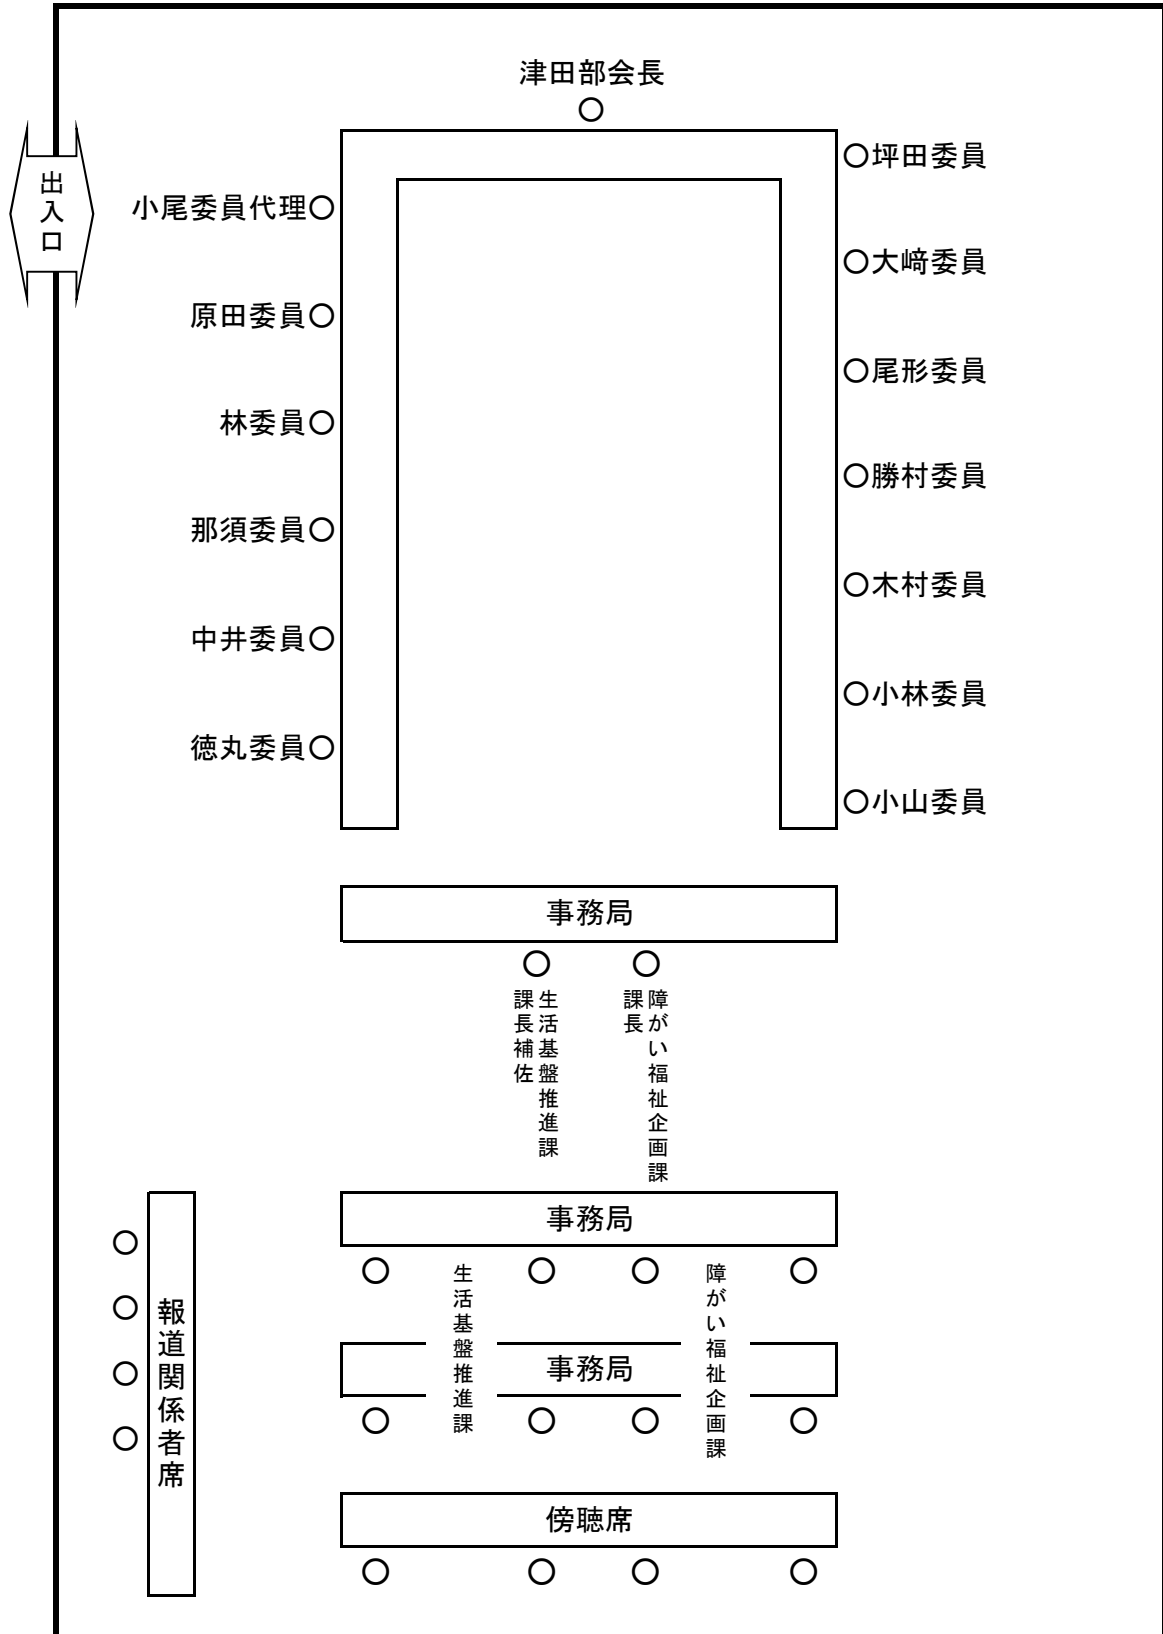 津田部会長
○
○坪田委員
出入口
小尾委員代理○
○大﨑委員
原田委員○
○尾形委員
林委員○
○勝村委員
那須委員○
○木村委員
中井委員○
○小林委員
徳丸委員○
○小山委員
事務局
○ ○
障がい福祉企画課
課長
生活基盤推進課
課長補佐
事務局
○ ○ ○ ○
障がい福祉企画課
生活基盤推進課
事務局
○ ○ ○ ○
報道関係者席
○
○
○
○
傍聴席
○ ○ ○ ○